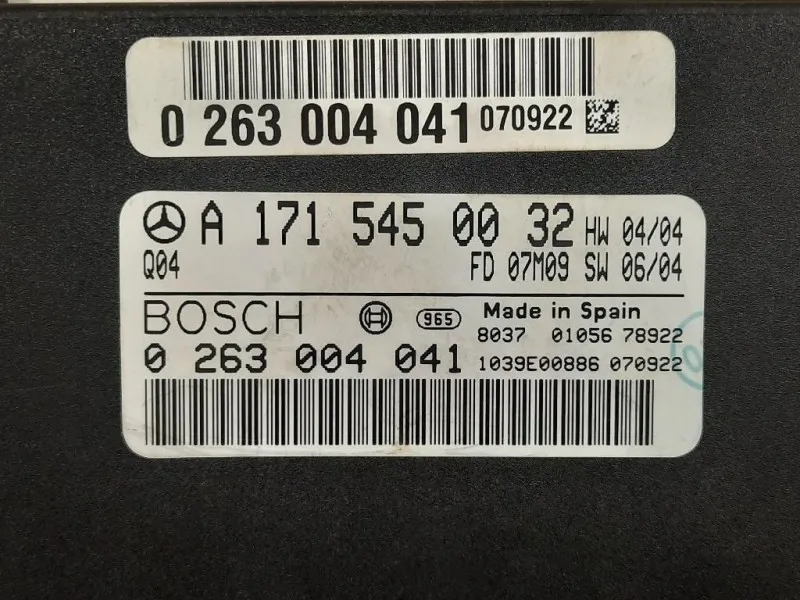 0 263 004 041 070922
A 171 545 00 32 HW 04/04
Q04 FD 07M09 SW 06/04
BOSCH 965 Made in Spain
8037 01056 78922
0 263 004 041 1039E00886 070922